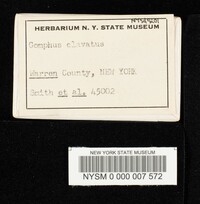 HERBARIUM N. Y. STATE MUSEUM
Gomphus clavatus
Warren County, NEW YORK
Smith et al. 45002
NEW YORK STATE MUSEUM
NYSM 0 000 007 572